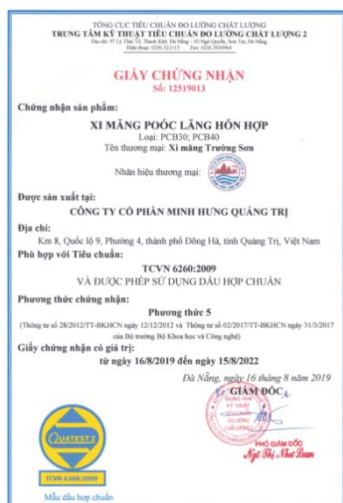 TỔNG CỤC TIÊU CHUẨN ĐO LƯỜNG CHẤT LƯỢNG
TRUNG TÂM KỸ THUẬT TIÊU CHUẨN ĐO LƯỜNG CHẤT LƯỢNG 2
GIẤY CHỨNG NHẬN
Số: 12519013
Chứng nhận sản phẩm:
XI MĂNG POÓC LĂNG HỖN HỢP
Loại: PCB30; PCB40
Tên thương mại: Xi măng Trường Sơn
Nhãn hiệu thương mại:
Được sản xuất tại:
CÔNG TY CỔ PHẦN MINH HƯNG QUẢNG TRỊ
Địa chỉ:
Km 8, Quốc lộ 9, Phường 4, thành phố Đông Hà, tỉnh Quảng Trị, Việt Nam
Phù hợp với Tiêu chuẩn:
TCVN 6260:2009
VÀ ĐƯỢC PHÉP SỬ DỤNG DẤU HỢP CHUẨN
Phương thức chứng nhận:
Phương thức 5
(Thông tư số 28/2012/TT-BKHCN ngày 12/12/2012 và Thông tư số 02/2017/TT-BKHCN ngày 31/3/2017
của Bộ trưởng Bộ Khoa học và Công nghệ)
Giấy chứng nhận có giá trị:
từ ngày 16/8/2019 đến ngày 15/8/2022
Đà Nẵng, ngày 16 tháng 8 năm 2019
GIÁM ĐỐC
QUATEST 2
TCVN 6260:2009
PHÓ GIÁM ĐỐC
Ngô Thị Như Loan
Mẫu dấu hợp chuẩn